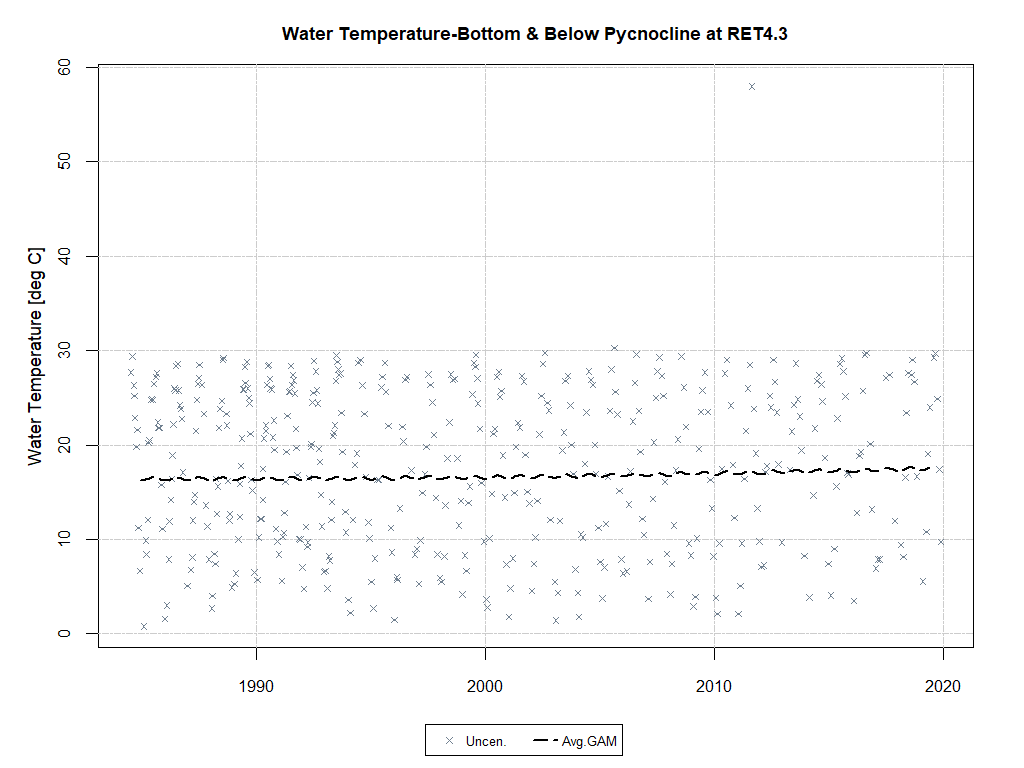 Water Temperature-Bottom & Below Pycnocline at RET4.3
Water Temperature [deg C]
60
50
40
30
20
10
0
1990
2000
2010
2020
Uncen.
Avg.GAM